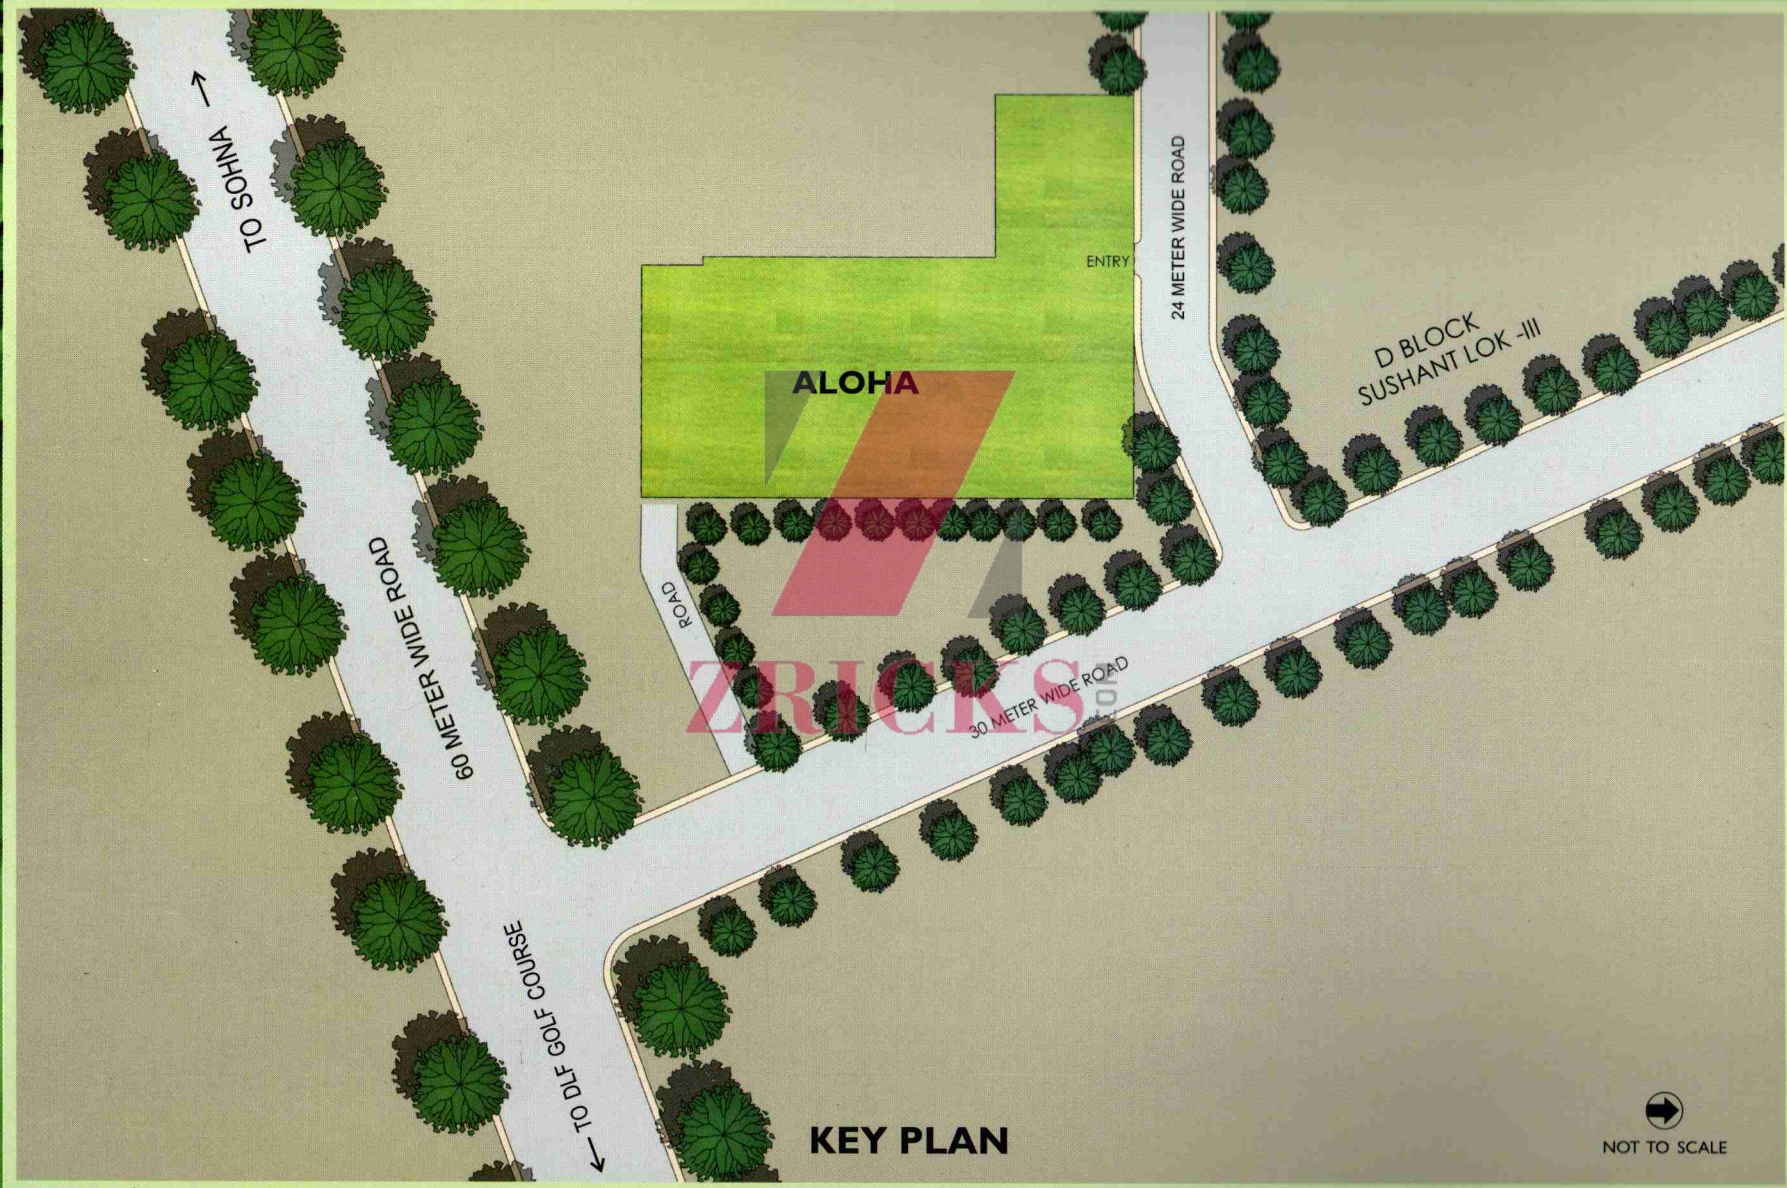 TO SOHNA
24 METER WIDE ROAD
ENTRY
D BLOCK
SUSHANT LOK -III
ALOHA
60 METER WIDE ROAD
ROAD
ZRICKS
.COM
30 METER WIDE ROAD
TO DLF GOLF COURSE
KEY PLAN
NOT TO SCALE